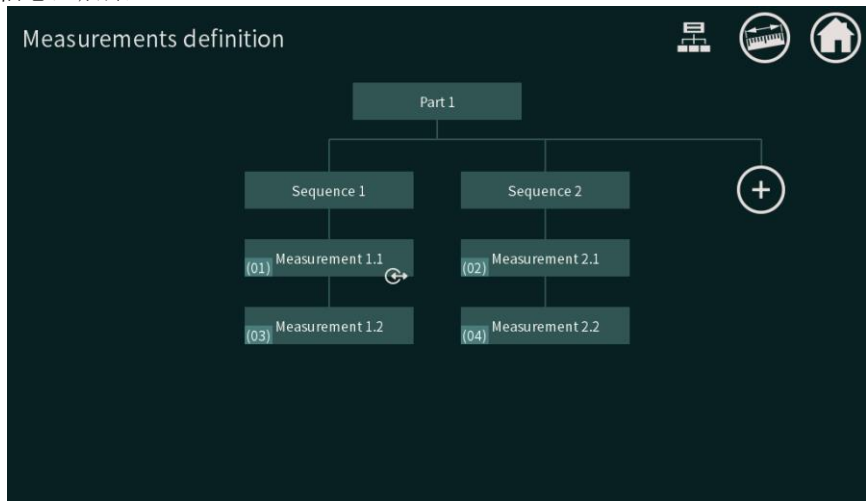 Measurements definition
Part 1
Sequence 1
Sequence 2
(01) Measurement 1.1
(02) Measurement 2.1
(03) Measurement 1.2
(04) Measurement 2.2